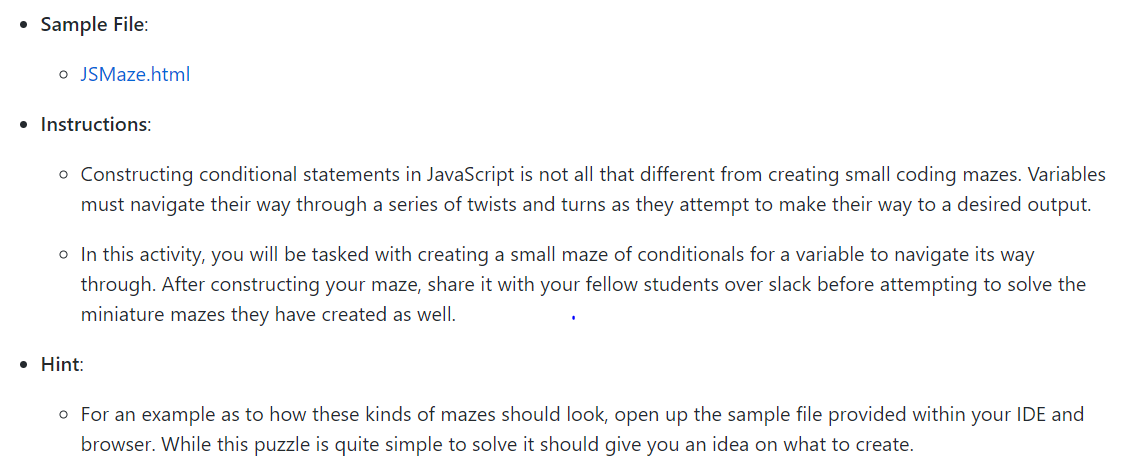 Sample File:
JSMaze.html
Instructions:
Constructing conditional statements in JavaScript is not all that different from creating small coding mazes. Variables
must navigate their way through a series of twists and turns as they attempt to make their way to a desired output.
In this activity, you will be tasked with creating a small maze of conditionals for a variable to navigate its way
through. After constructing your maze, share it with your fellow students over slack before attempting to solve the
miniature mazes they have created as well.
Hint:
For an example as to how these kinds of mazes should look, open up the sample file provided within your IDE and
browser. While this puzzle is quite simple to solve it should give you an idea on what to create.